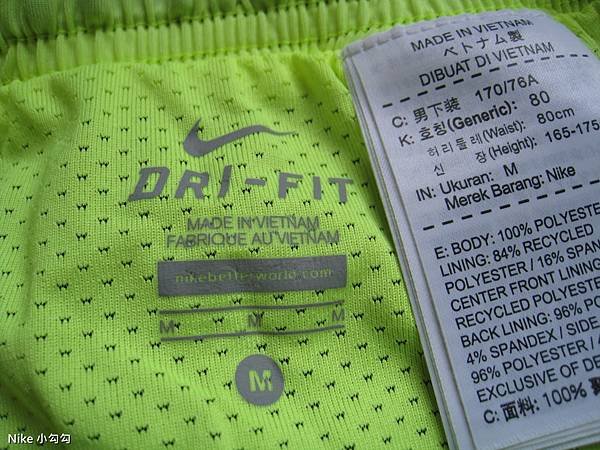 DRI-FIT
MADE IN VIETNAM
FABRIQUE AU VIETNAM
nikebetterworld.com
M M M
M
MADE IN VIETNAM
ベトナム製
DIBUAT DI VIETNAM
C: 男下裝 170/76A
K: 호칭(Generic): 80
허리둘레(Waist): 80cm
신 장(Height): 165-175
IN: Ukuran: M
Merek Barang: Nike
E: BODY: 100% POLYESTE
LINING: 84% RECYCLED
POLYESTER / 16% SPAN
CENTER FRONT LINING
RECYCLED POLYESTER
BACK LINING: 96% PO
4% SPANDEX / SIDE
96% POLYESTER / 4
EXCLUSIVE OF DE
C: 面料: 100% 聚
Nike 小勾勾